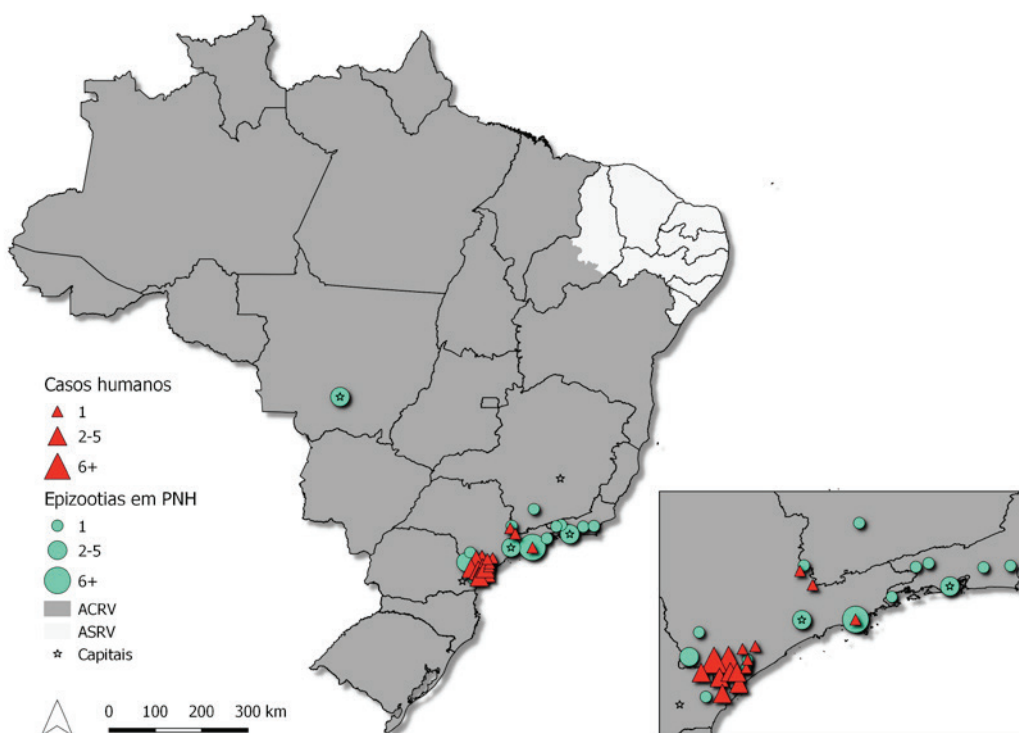 Casos humanos
1
2-5
6+
Epizootias em PNH
1
2-5
6+
ACRV
ASRV
Capitais
0 100 200 300 km